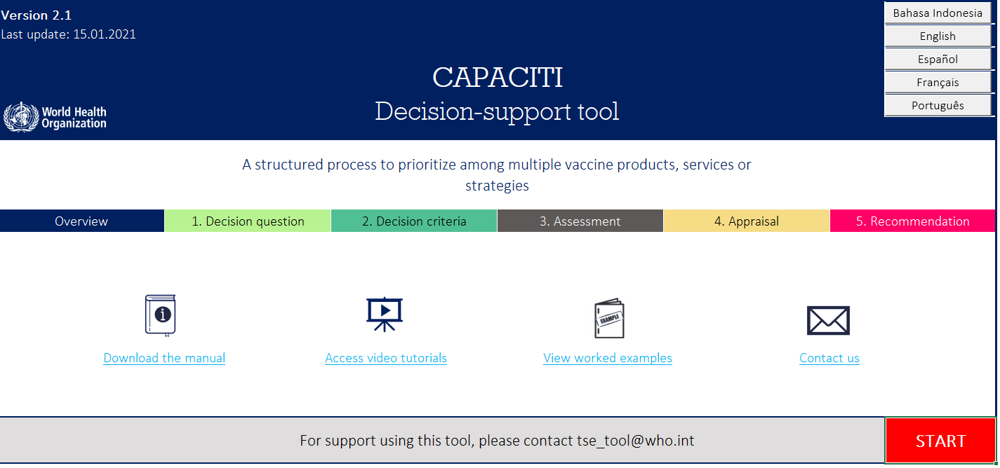 Version 2.1
Last update: 15.01.2021
Bahasa Indonesia
English
Español
Français
Português
CAPACITI
Decision-support tool
World Health
Organization
A structured process to prioritize among multiple vaccine products, services or
strategies
Overview
1. Decision question
2. Decision criteria
3. Assessment
4. Appraisal
5. Recommendation
EXAMPLE
Download the manual
Access video tutorials
View worked examples
Contact us
For support using this tool, please contact tse_tool@who.int
START